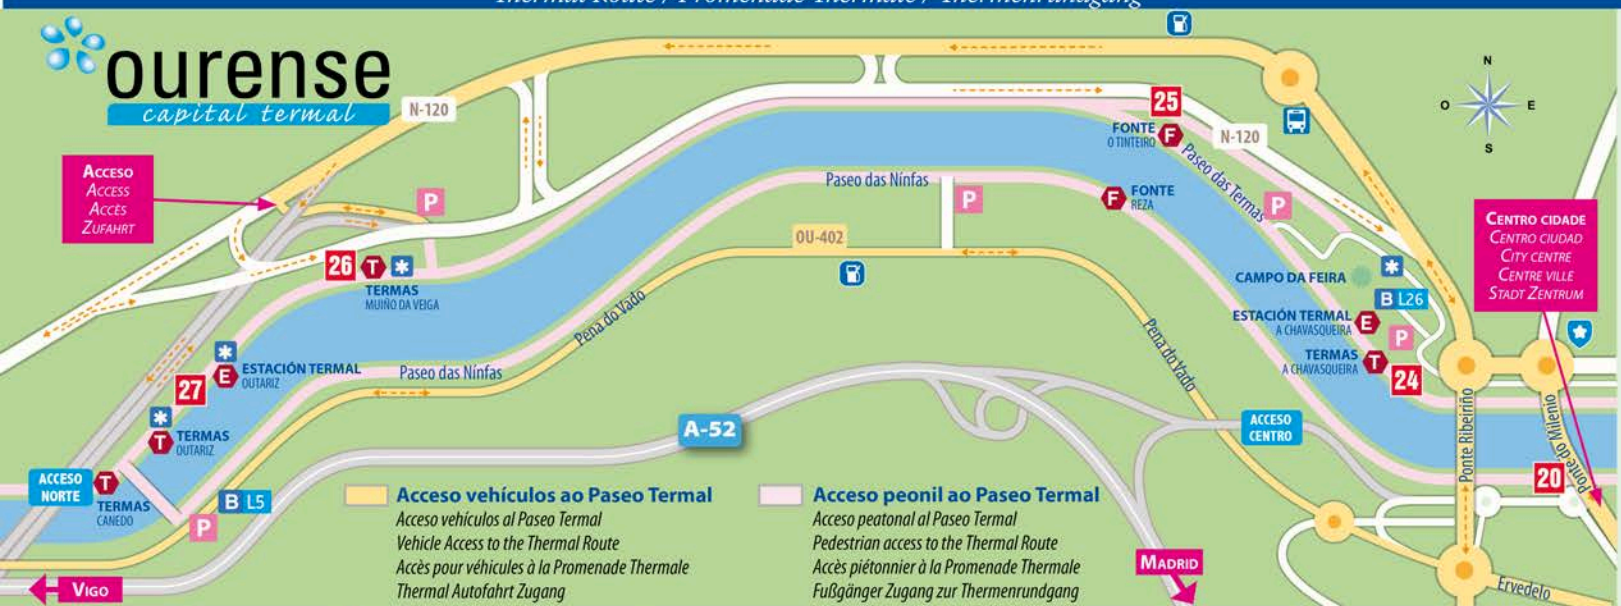 Thermal Route / Promenade Thermale / Thermenrundgang
ourense
capital termal
N-120
Acceso
Access
Accès
Zufahrt
P
26 T
TERMAS
MUIÑO DA VEIGA
27 E
ESTACIÓN TERMAL
OUTARIZ
T
TERMAS
OUTARIZ
ACCESO
NORTE
T
TERMAS
CANEDO
P
B L5
VIGO
Paseo das Nínfas
Pena do Vado
Paseo das Nínfas
P
OU-402
A-52
25
FONTE
O TINTEIRO
F
N-120
Paseo das Termas
F
FONTE
REZA
P
N
O E
S
Centro cidade
Centro ciudad
City centre
Centre ville
Stadt Zentrum
CAMPO DA FEIRA
B L26
ESTACIÓN TERMAL
A CHAVASQUEIRA
E
P
TERMAS
A CHAVASQUEIRA
T
24
Pena do Vado
ACCESO
CENTRO
Ponte Ribeiriño
Ponte do Milenio
20
Ervedelo
MADRID
Acceso vehículos ao Paseo Termal
Acceso vehículos al Paseo Termal
Vehicle Access to the Thermal Route
Accès pour véhicules à la Promenade Thermale
Thermal Autofahrt Zugang
Acceso peonil ao Paseo Termal
Acceso peatonal al Paseo Termal
Pedestrian access to the Thermal Route
Accès piétonnier à la Promenade Thermale
Fußgänger Zugang zur Thermenrundgang